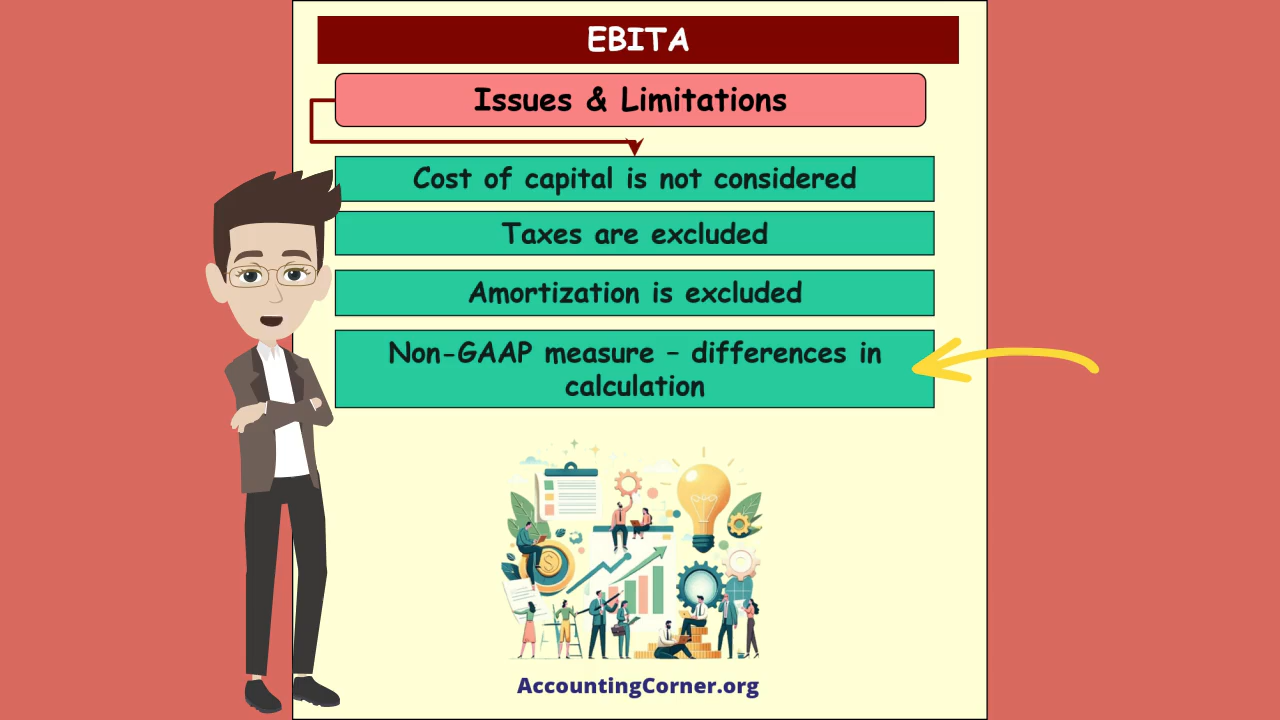 EBITA
Issues & Limitations
Cost of capital is not considered
Taxes are excluded
Amortization is excluded
Non-GAAP measure – differences in
calculation
$
AccountingCorner.org